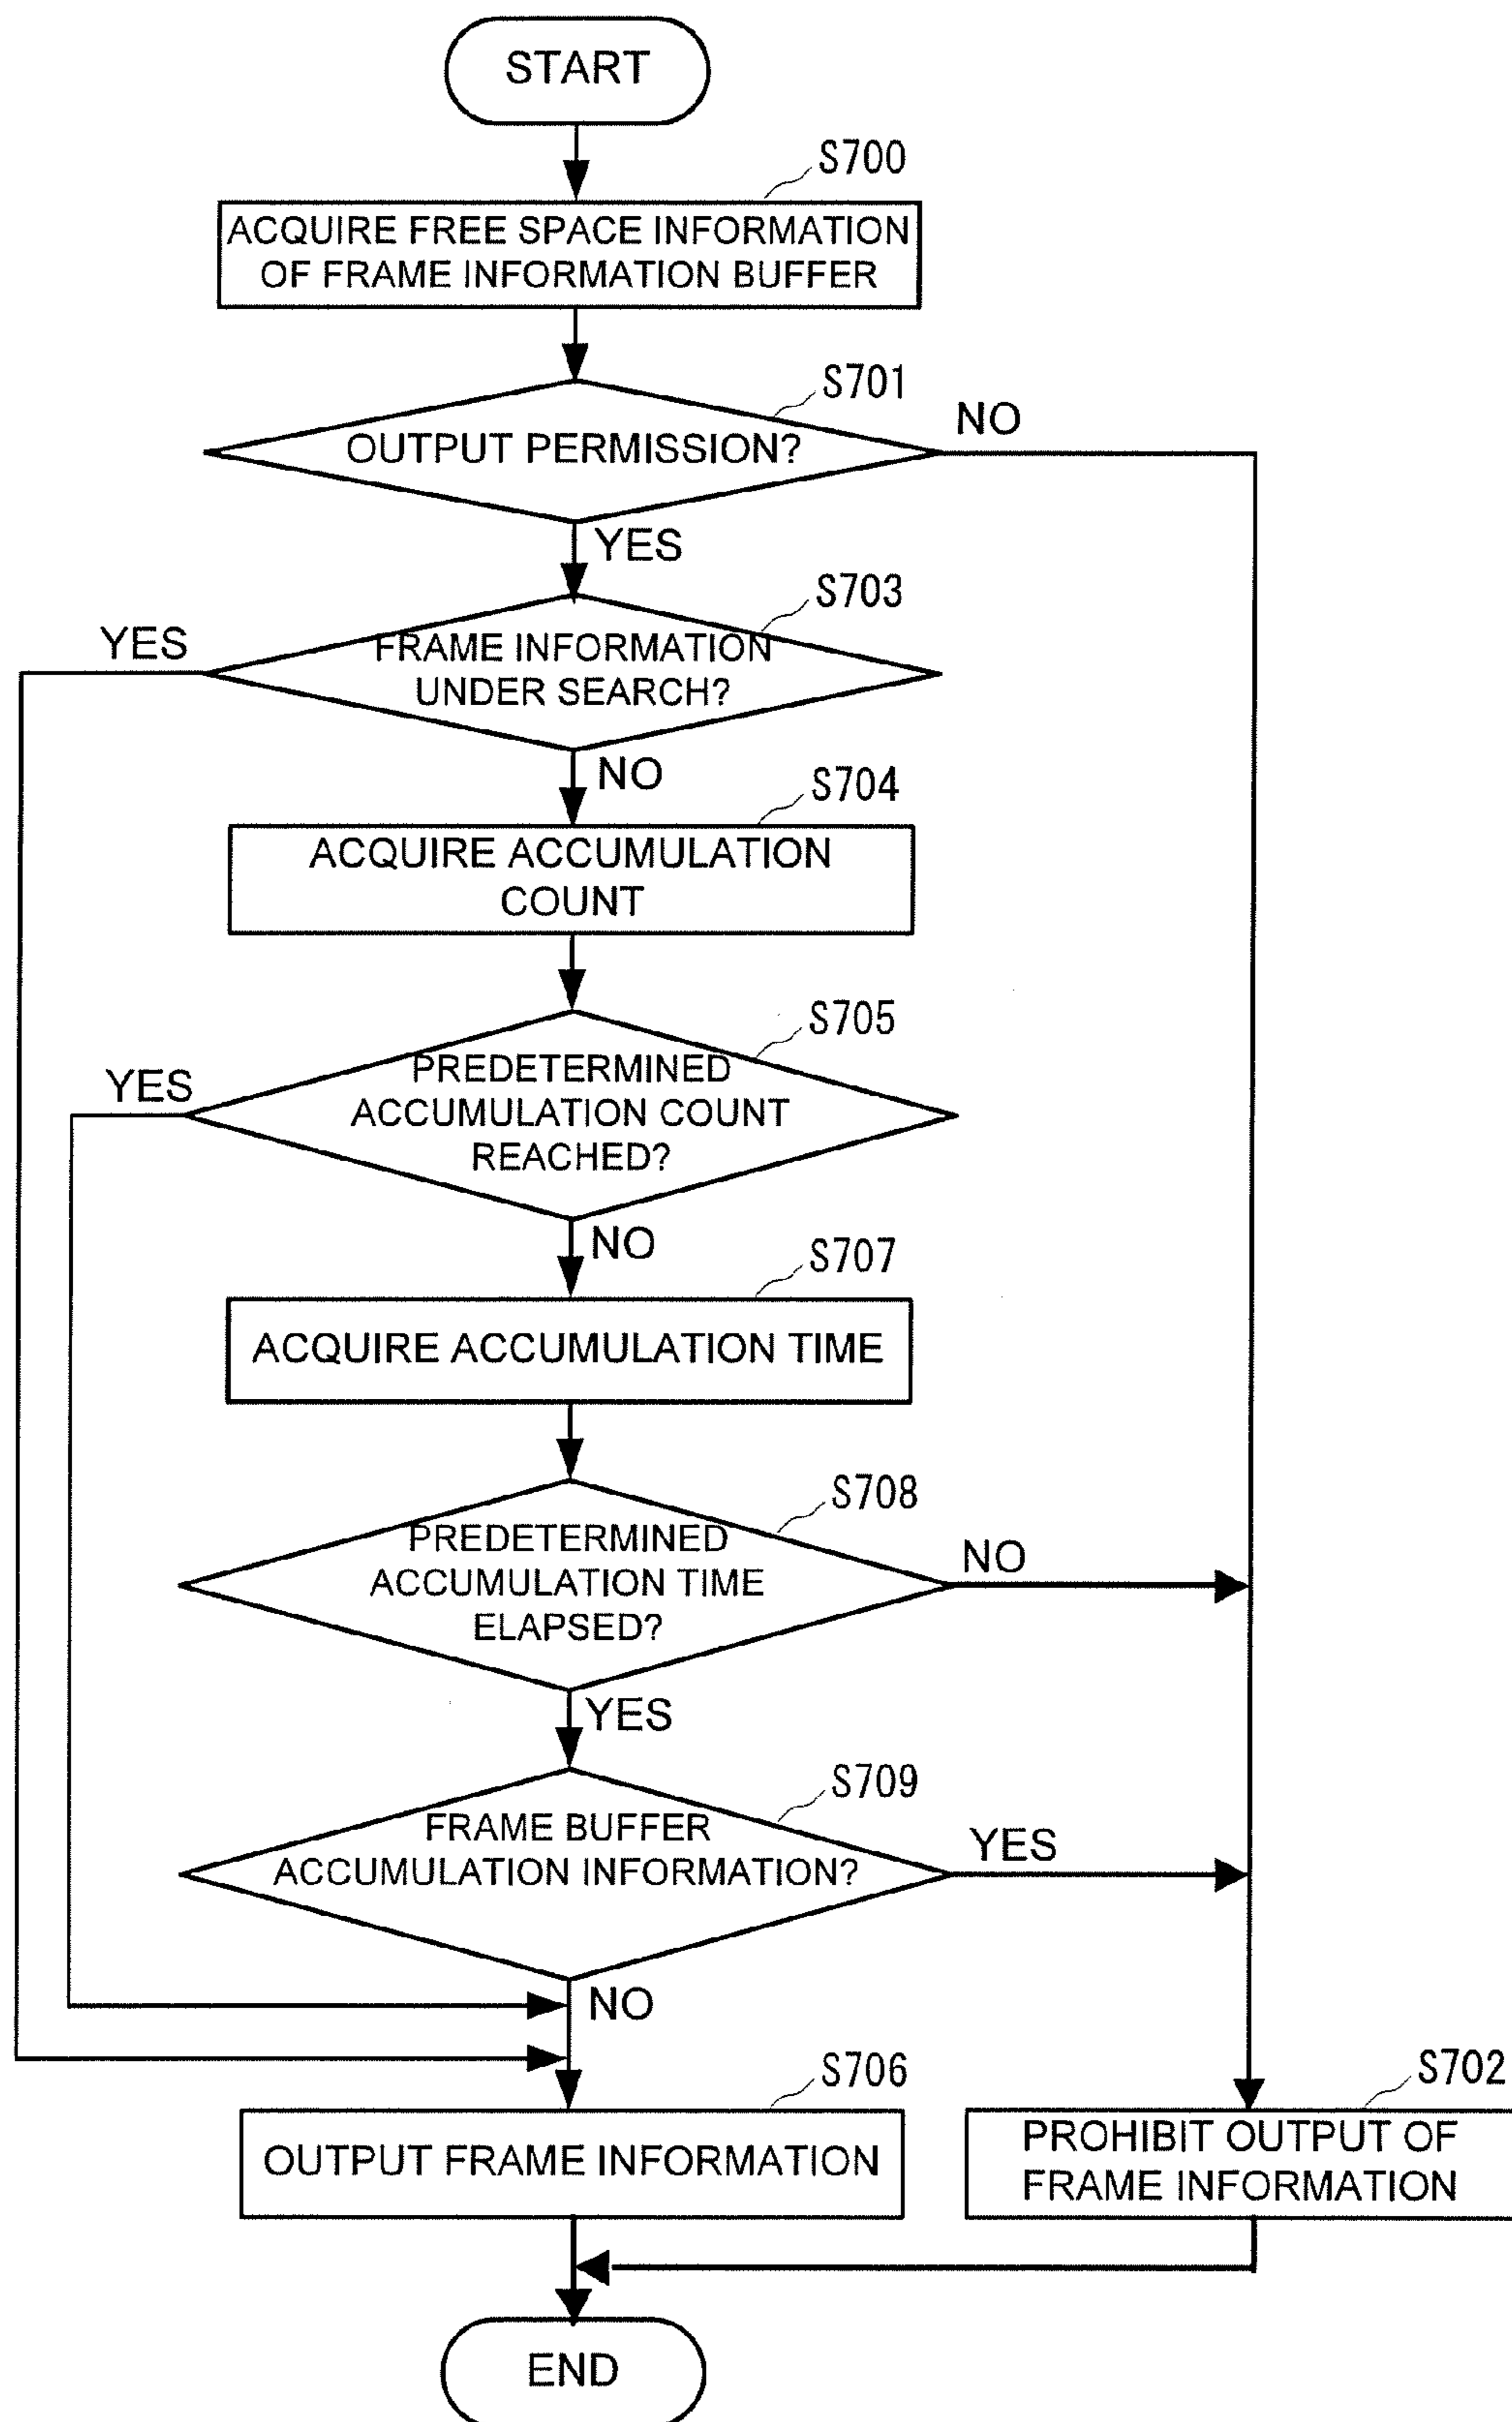 START
S700
ACQUIRE FREE SPACE INFORMATION
OF FRAME INFORMATION BUFFER
S701
OUTPUT PERMISSION?
NO
YES
S703
YES
FRAME INFORMATION
UNDER SEARCH?
NO
S704
ACQUIRE ACCUMULATION
COUNT
S705
YES
PREDETERMINED
ACCUMULATION COUNT
REACHED?
NO
S707
ACQUIRE ACCUMULATION TIME
S708
PREDETERMINED
ACCUMULATION TIME
ELAPSED?
NO
YES
S709
FRAME BUFFER
ACCUMULATION INFORMATION?
YES
NO
S706
S702
OUTPUT FRAME INFORMATION
PROHIBIT OUTPUT OF
FRAME INFORMATION
END